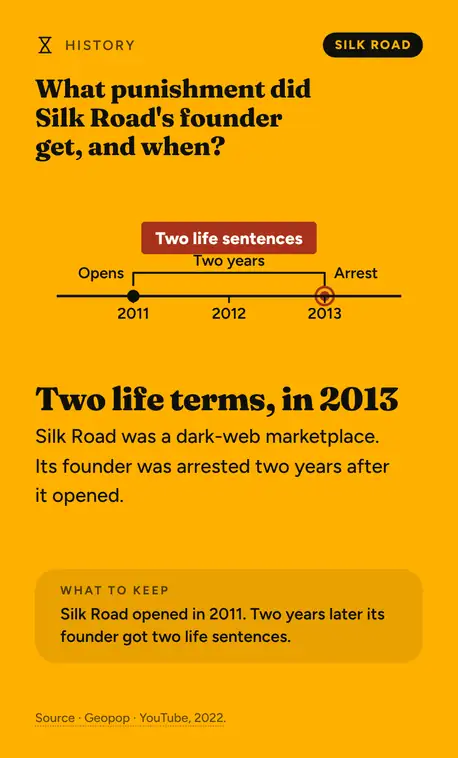 HISTORY
SILK ROAD
What punishment did
Silk Road's founder
get, and when?
Two life sentences
Two years
Opens
Arrest
2011
2012
2013
Two life terms, in 2013
Silk Road was a dark-web marketplace.
Its founder was arrested two years after
it opened.
WHAT TO KEEP
Silk Road opened in 2011. Two years later its
founder got two life sentences.
Source · Geopop · YouTube, 2022.